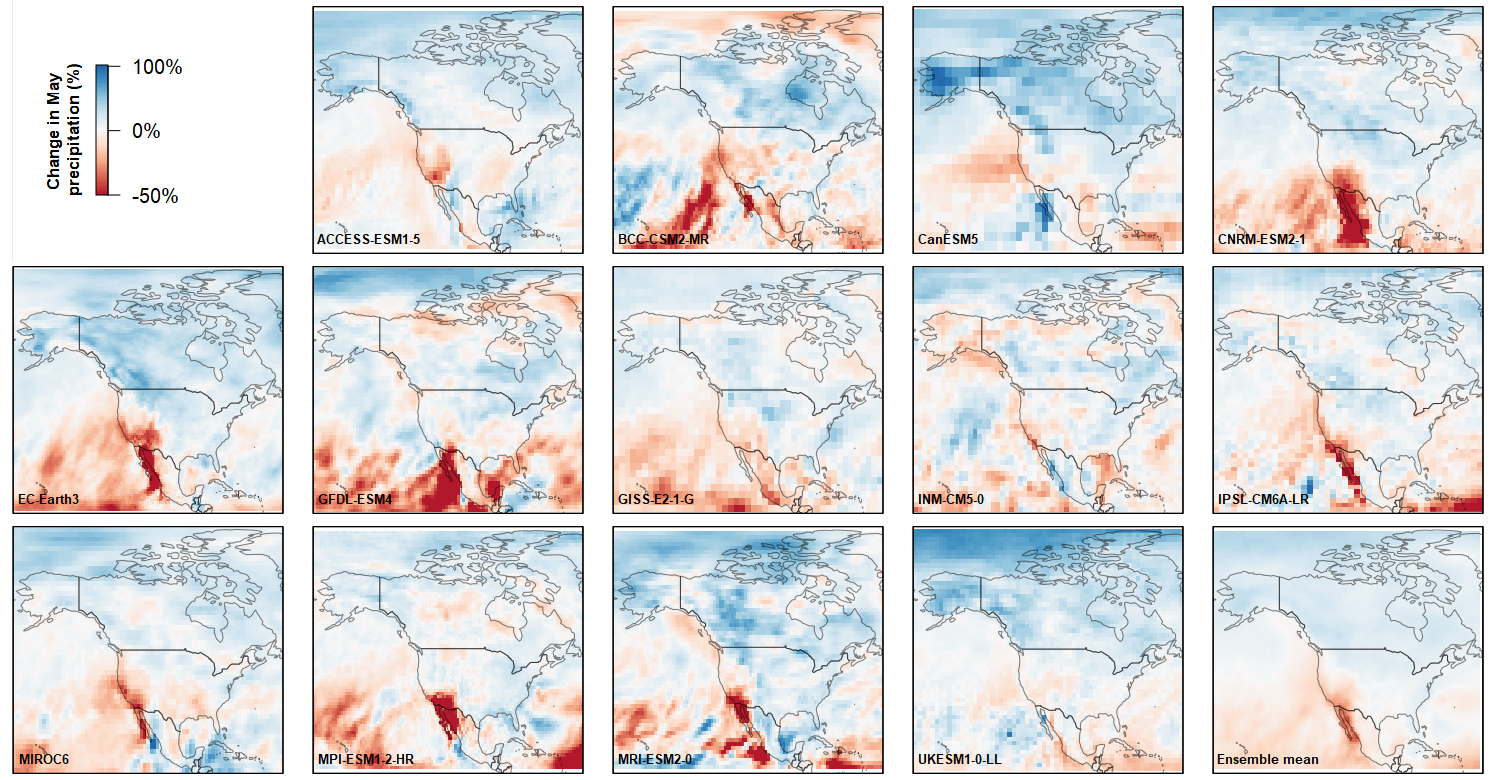 Change in May
precipitation (%)
100%
0%
-50%
ACCESS-ESM1-5
BCC-CSM2-MR
CanESM5
CNRM-ESM2-1
EC-Earth3
GFDL-ESM4
GISS-E2-1-G
INM-CM5-0
IPSL-CM6A-LR
MIROC6
MPI-ESM1-2-HR
MRI-ESM2-0
UKESM1-0-LL
Ensemble mean